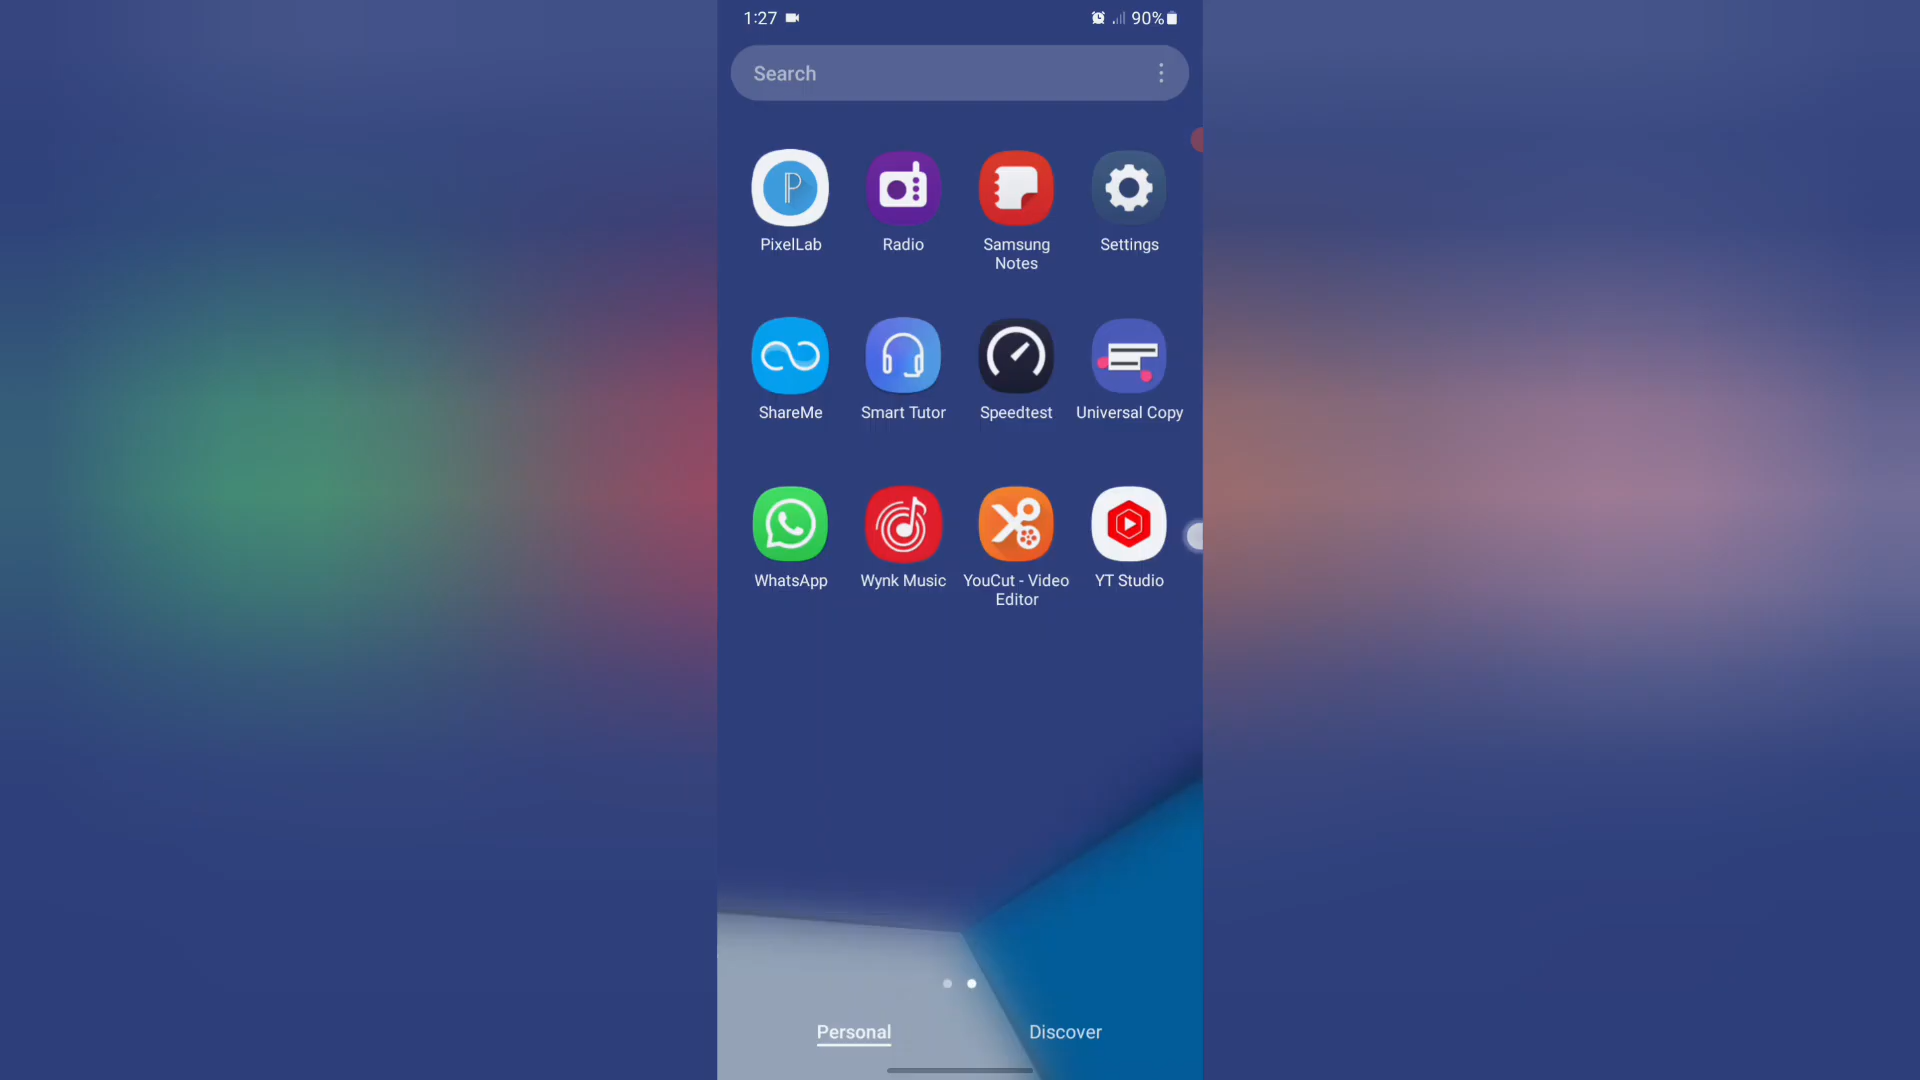 1:27
90%
Search
PixelLab
Radio
Samsung
Notes
Settings
ShareMe
Smart Tutor
Speedtest
Universal Copy
WhatsApp
Wynk Music
YouCut - Video
Editor
YT Studio
Personal
Discover